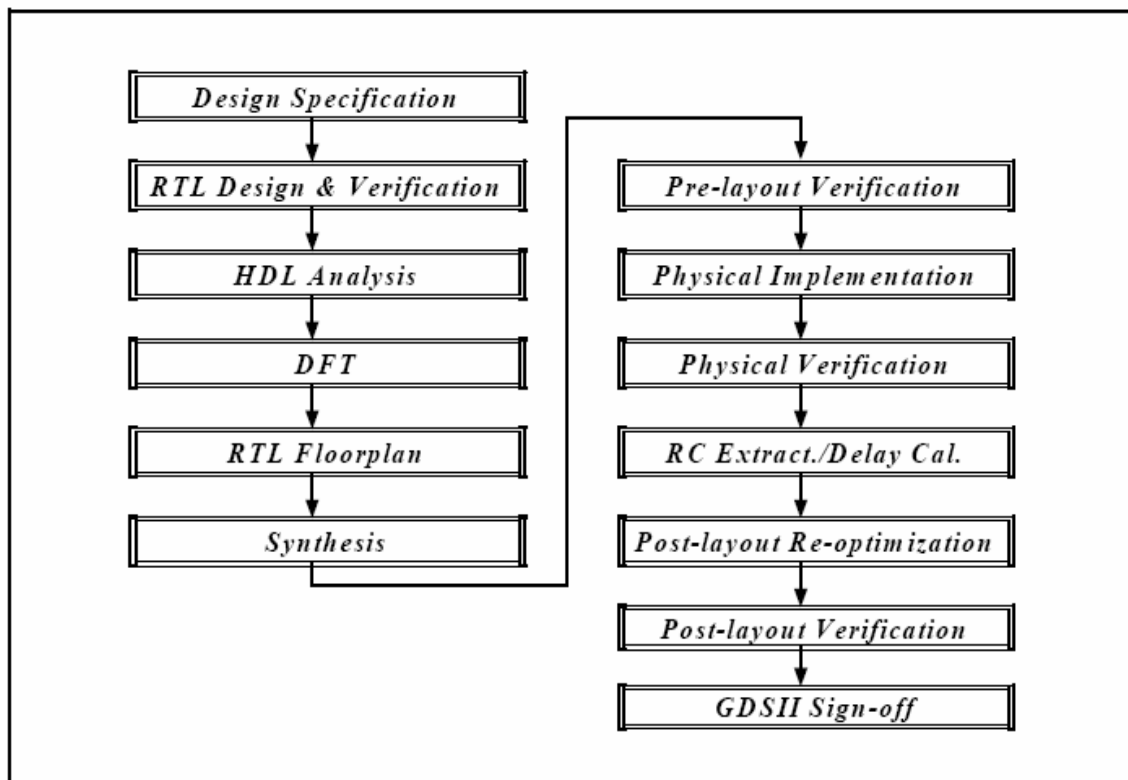 Design Specification
RTL Design & Verification
HDL Analysis
DFT
RTL Floorplan
Synthesis
Pre-layout Verification
Physical Implementation
Physical Verification
RC Extract./Delay Cal.
Post-layout Re-optimization
Post-layout Verification
GDSII Sign-off